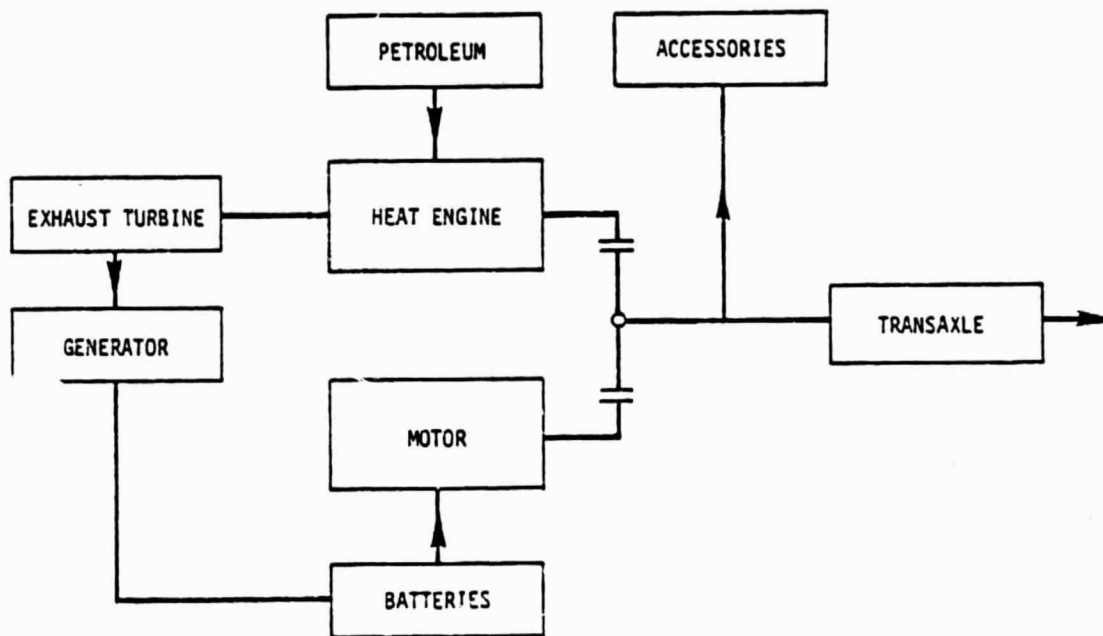 PETROLEUM
ACCESSORIES
EXHAUST TURBINE
HEAT ENGINE
GENERATOR
TRANSAXLE
MOTOR
BATTERIES